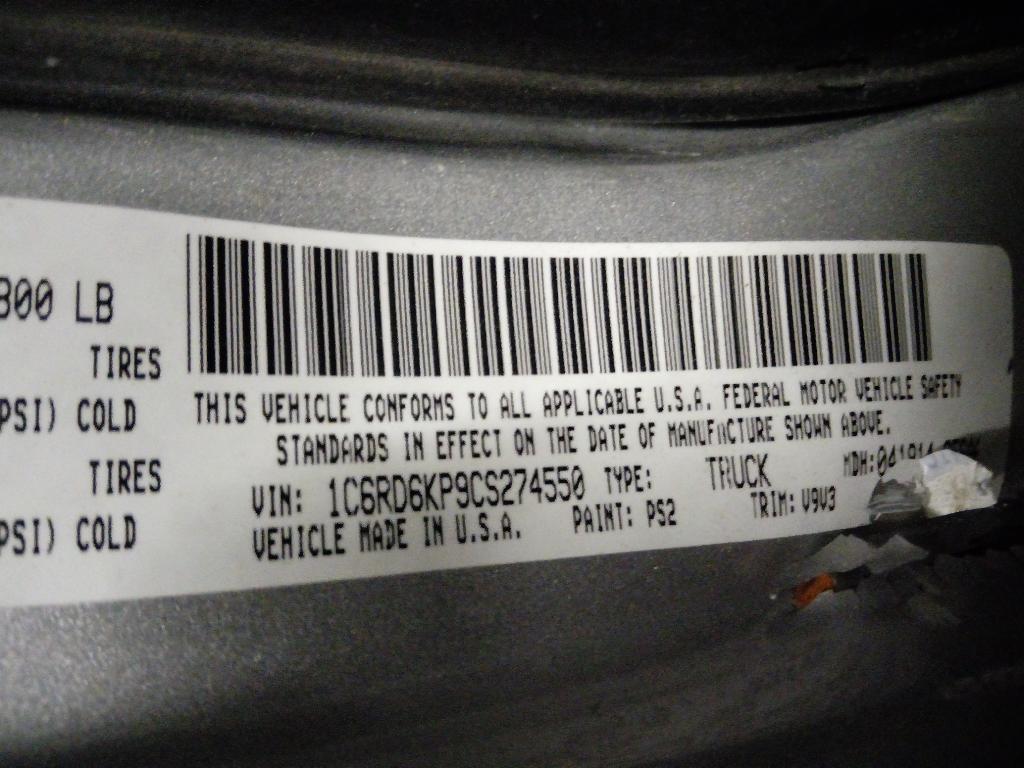 800 LB
TIRES
PSI) COLD
TIRES
PSI) COLD
THIS VEHICLE CONFORMS TO ALL APPLICABLE U.S.A. FEDERAL MOTOR VEHICLE SAFETY
STANDARDS IN EFFECT ON THE DATE OF MANUFACTURE SHOWN ABOVE.
VIN: 1C6RD6KP9CS274550 TYPE: TRUCK MDH:
VEHICLE MADE IN U.S.A. PAINT: PS2 TRIM: V9V3